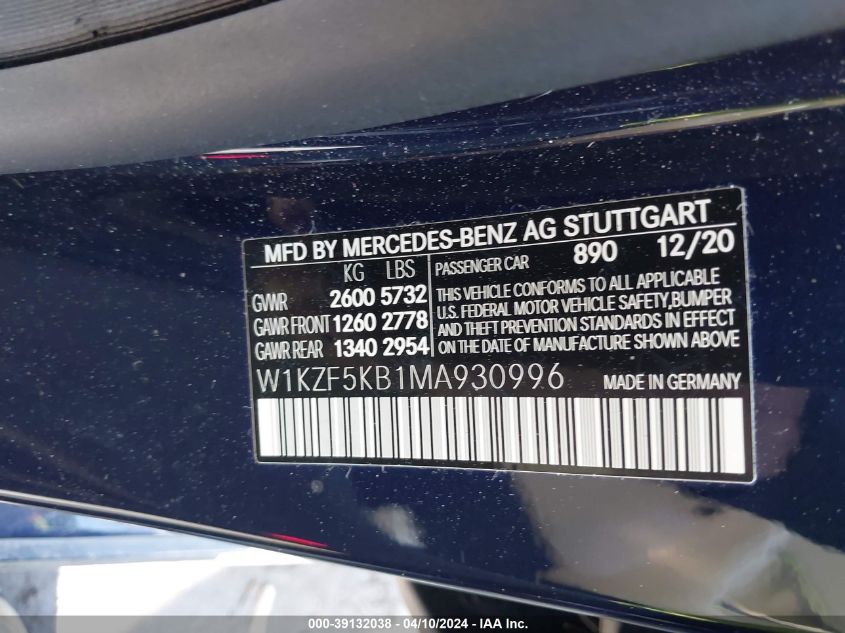 MFD BY MERCEDES-BENZ AG STUTTGART
KG LBS
GVWR 2600 5732
GAWR FRONT 1260 2778
GAWR REAR 1340 2954
PASSENGER CAR 890 12/20
THIS VEHICLE CONFORMS TO ALL APPLICABLE
U.S. FEDERAL MOTOR VEHICLE SAFETY,BUMPER
AND THEFT PREVENTION STANDARDS IN EFFECT
ON THE DATE OF MANUFACTURE SHOWN ABOVE
W1KZF5KB1MA930996 MADE IN GERMANY
000-39132038 - 04/10/2024 - IAAI.COM